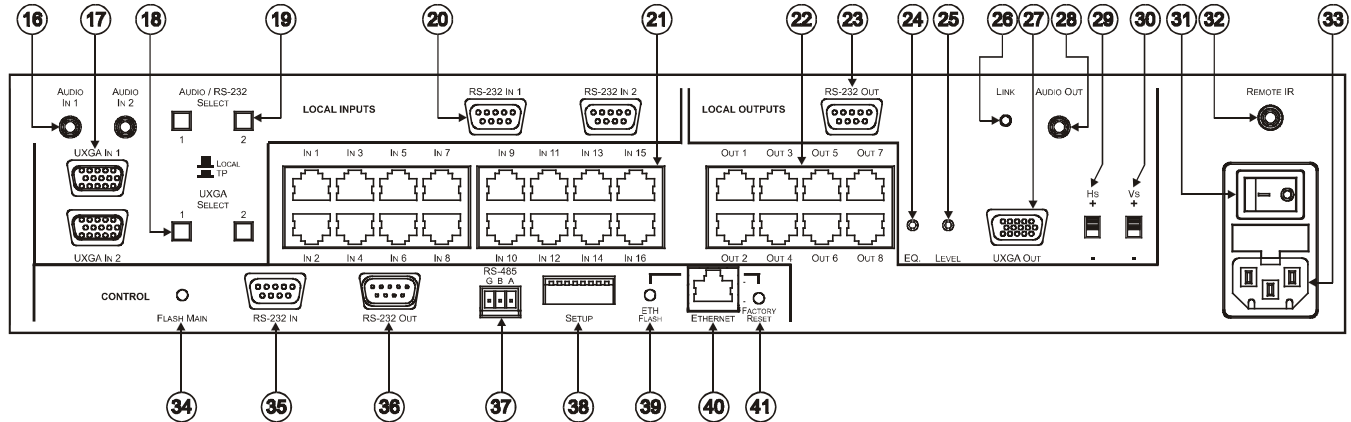 16 17 18 19 20 21 22 23 24 25 26 27 28 29 30 31 32 33
AUDIO IN 1
AUDIO IN 2
AUDIO / RS-232 SELECT
1 2
LOCAL INPUTS
RS-232 IN 1
RS-232 IN 2
LOCAL OUTPUTS
RS-232 OUT
LINK
AUDIO OUT
REMOTE IR
UXGA IN 1
LOCAL
TP
UXGA SELECT
1 2
UXGA IN 2
IN 1 IN 3 IN 5 IN 7
IN 9 IN 11 IN 13 IN 15
OUT 1 OUT 3 OUT 5 OUT 7
HS
+
VS
+
IN 2 IN 4 IN 6 IN 8
IN 10 IN 12 IN 14 IN 16
OUT 2 OUT 4 OUT 6 OUT 8
EQ.
LEVEL
UXGA OUT
-
-
CONTROL
FLASH MAIN
RS-232 IN
RS-232 OUT
RS-485
G B A
SETUP
ETH FLASH
ETHERNET
FACTORY RESET
34 35 36 37 38 39 40 41